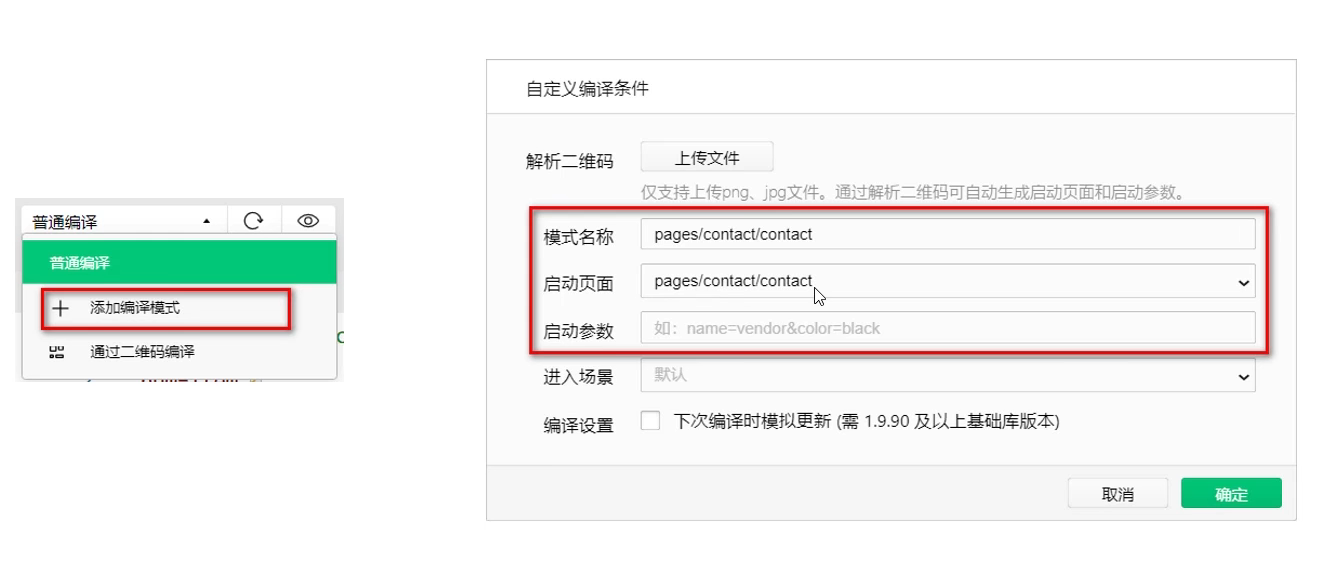 普通编译
普通编译
添加编译模式
通过二维码编译
自定义编译条件
解析二维码 上传文件
仅支持上传png、jpg文件。通过解析二维码可自动生成启动页面和启动参数。
模式名称 pages/contact/contact
启动页面 pages/contact/contact
启动参数 如：name=vendor&color=black
进入场景 默认
编译设置 下次编译时模拟更新 (需 1.9.90 及以上基础库版本)
取消 确定